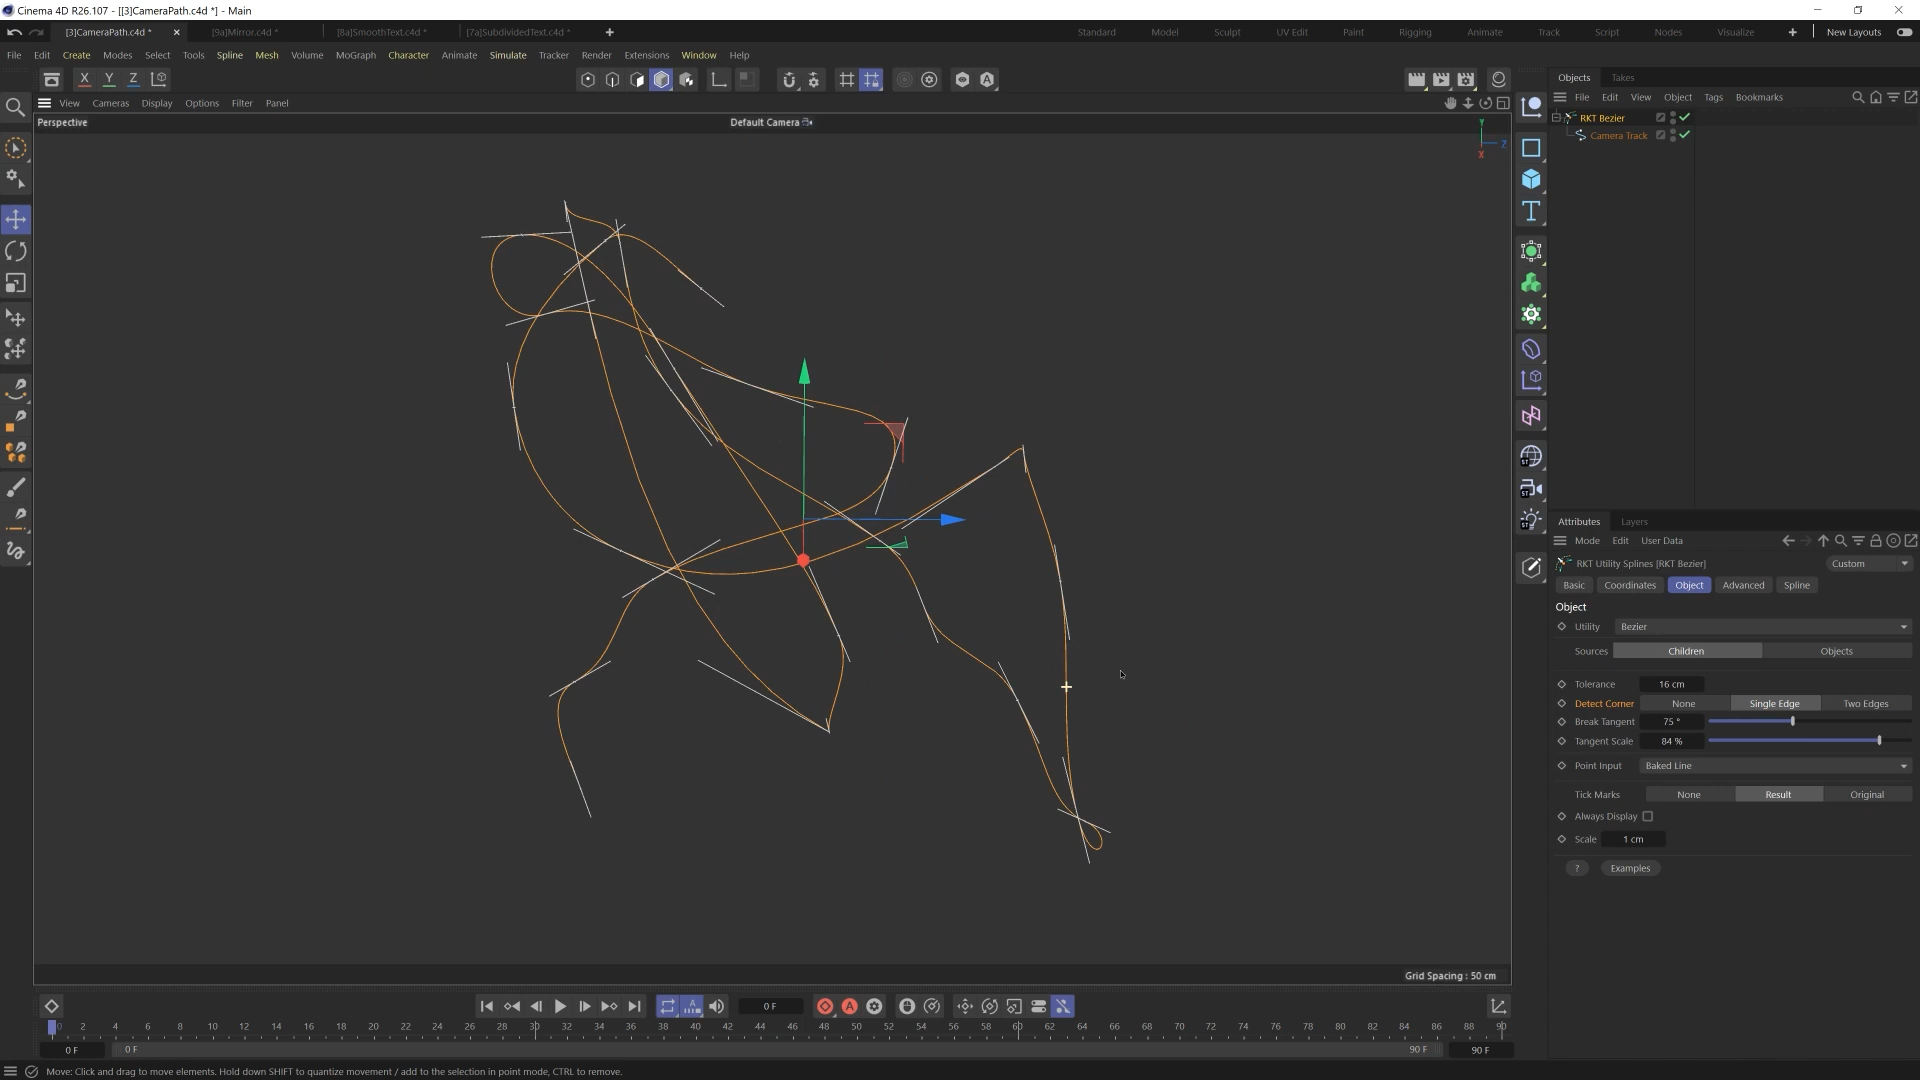 Cinema 4D R26.107 - [[3]CameraPath.c4d *] - Main
[3]CameraPath.c4d * [9a]Mirror.c4d * [8a]SmoothText.c4d * [7a]SubdividedText.c4d * Standard Model Sculpt UV Edit Paint Rigging Animate Track Script Nodes Visualize New Layouts
File Edit Create Modes Select Tools Spline Mesh Volume MoGraph Character Animate Simulate Tracker Render Extensions Window Help
X Y Z
Objects Takes
View Cameras Display Options Filter Panel
File Edit View Object Tags Bookmarks
Perspective
Default Camera
Y
Z
X
RKT Bezier
Camera Track
Attributes Layers
Mode Edit User Data
RKT Utility Splines [RKT Bezier]
Custom
Basic Coordinates Object Advanced Spline
Object
Utility Bezier
Sources Children Objects
Tolerance 16 cm
Detect Corner None Single Edge Two Edges
Break Tangent 75 °
Tangent Scale 84 %
Point Input Baked Line
Tick Marks None Result Original
Always Display
Scale 1 cm
? Examples
Grid Spacing : 50 cm
0 F
0 2 4 6 8 10 12 14 16 18 20 22 24 26 28 30 32 34 36 38 40 42 44 46 48 50 52 54 56 58 60 62 64 66 68 70 72 74 76 78 80 82 84 86 88 90
0 F 0 F 90 F 90 F
Move: Click and drag to move elements. Hold down SHIFT to quantize movement / add to the selection in point mode, CTRL to remove.